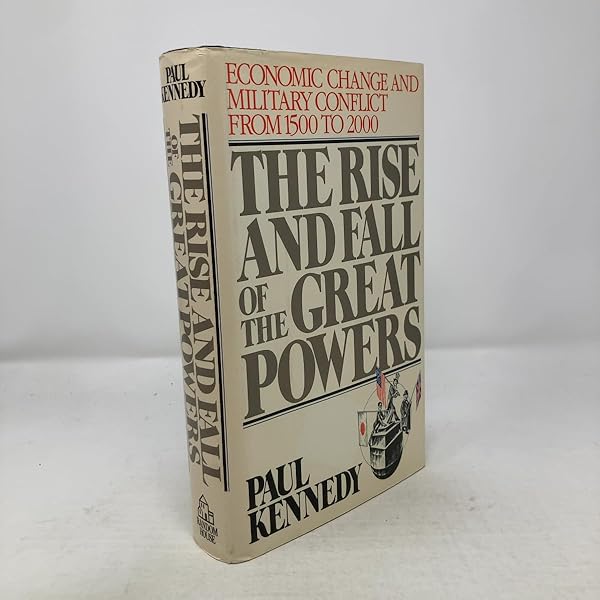 PAUL
KENNEDY
THE RISE AND FALL
OF THE GREAT POWERS
RANDOM
HOUSE
ECONOMIC CHANGE AND
MILITARY CONFLICT
FROM 1500 TO 2000
THE RISE
AND FALL
OF THE GREAT
POWERS
PAUL
KENNEDY